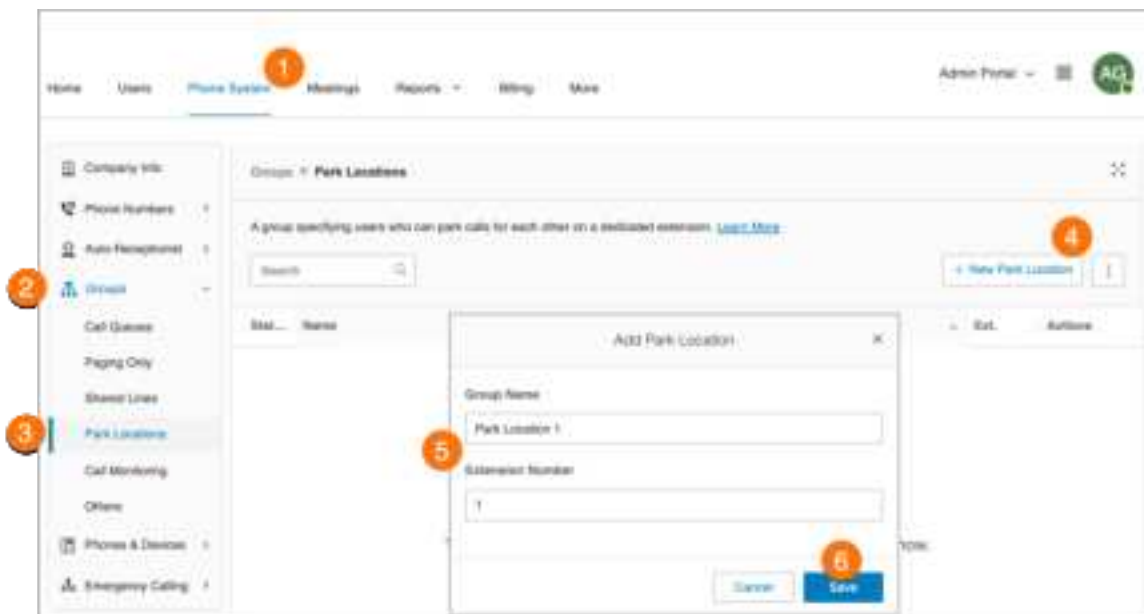 1
Admin Portal
AG
Home Users Phone System Meetings Reports Billing More
Company Info
Groups Park Locations
Phone Numbers
A group specifying users who can park calls for each other on a dedicated extension. Learn More
4
Auto-Receptionist
Search
+ New Park Location
2
Groups
Call Queues
Stat... Name
Ext. Actions
Add Park Location
Paging Only
Shared Lines
Group Name
3
Park Locations
Park Location 1
5
Call Monitoring
Extension Number
Others
1
Phones & Devices
6
Emergency Calling
Cancel Save